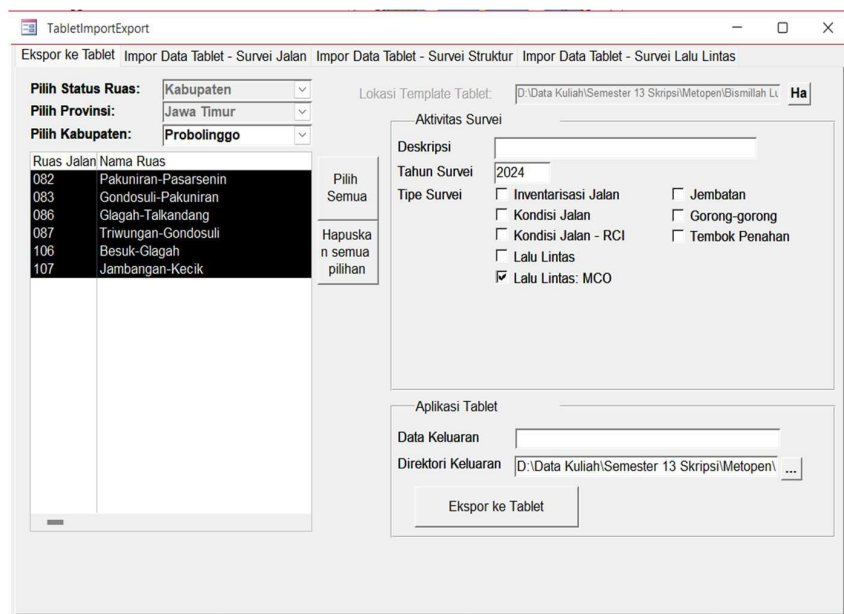 TabletImportExport
Ekspor ke Tablet Impor Data Tablet - Survei Jalan Impor Data Tablet - Survei Struktur Impor Data Tablet - Survei Lalu Lintas
Pilih Status Ruas: Kabupaten
Pilih Provinsi: Jawa Timur
Pilih Kabupaten: Probolinggo
Ruas Jalan Nama Ruas
082 Pakuniran-Pasarsenin
083 Gondosuli-Pakuniran
086 Glagah-Talkandang
087 Triwungan-Gondosuli
106 Besuk-Glagah
107 Jambangan-Kecik
Pilih
Semua
Hapuska
n semua
pilihan
Lokasi Template Tablet: D:\Data Kuliah\Semester 13 Skripsi\Metopen\Bismillah Lu Ha
Aktivitas Survei
Deskripsi
Tahun Survei 2024
Tipe Survei Inventarisasi Jalan Jembatan
Kondisi Jalan Gorong-gorong
Kondisi Jalan - RCI Tembok Penahan
Lalu Lintas
Lalu Lintas: MCO
Aplikasi Tablet
Data Keluaran
Direktori Keluaran D:\Data Kuliah\Semester 13 Skripsi\Metopen\ ...
Ekspor ke Tablet